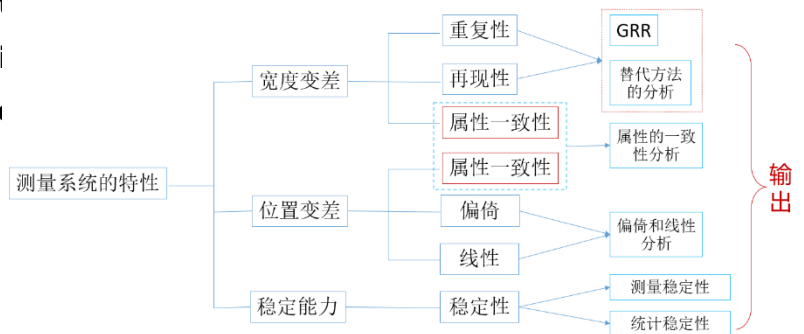 测量系统的特性
宽度变差
位置变差
稳定能力
重复性
再现性
属性一致性
属性一致性
偏倚
线性
稳定性
GRR
替代方法
的分析
属性的一致
性分析
偏倚和线性
分析
测量稳定性
统计稳定性
输
出